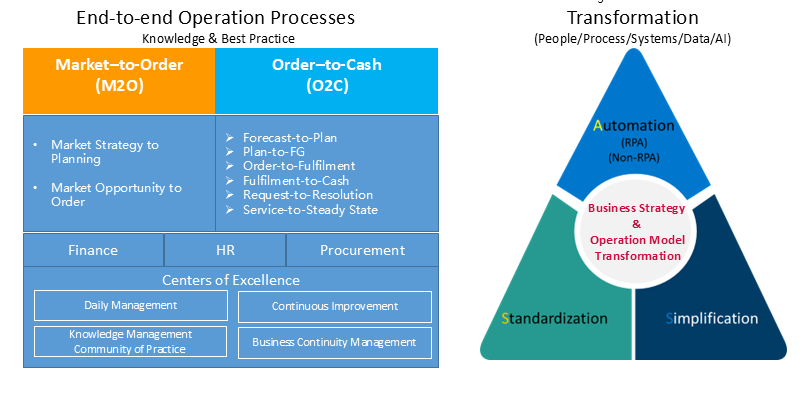 End-to-end Operation Processes
Knowledge & Best Practice
Market–to-Order
(M2O)
Order–to-Cash
(O2C)
• Market Strategy to
Planning
• Market Opportunity to
Order
➢ Forecast-to-Plan
➢ Plan-to-FG
➢ Order-to-Fulfilment
➢ Fulfilment-to-Cash
➢ Request-to-Resolution
➢ Service-to-Steady State
Finance
HR
Procurement
Centers of Excellence
Daily Management
Continuous Improvement
Knowledge Management
Community of Practice
Business Continuity Management
Transformation
(People/Process/Systems/Data/AI)
Automation
(RPA)
(Non-RPA)
Business Strategy
&
Operation Model
Transformation
Standardization
Simplification